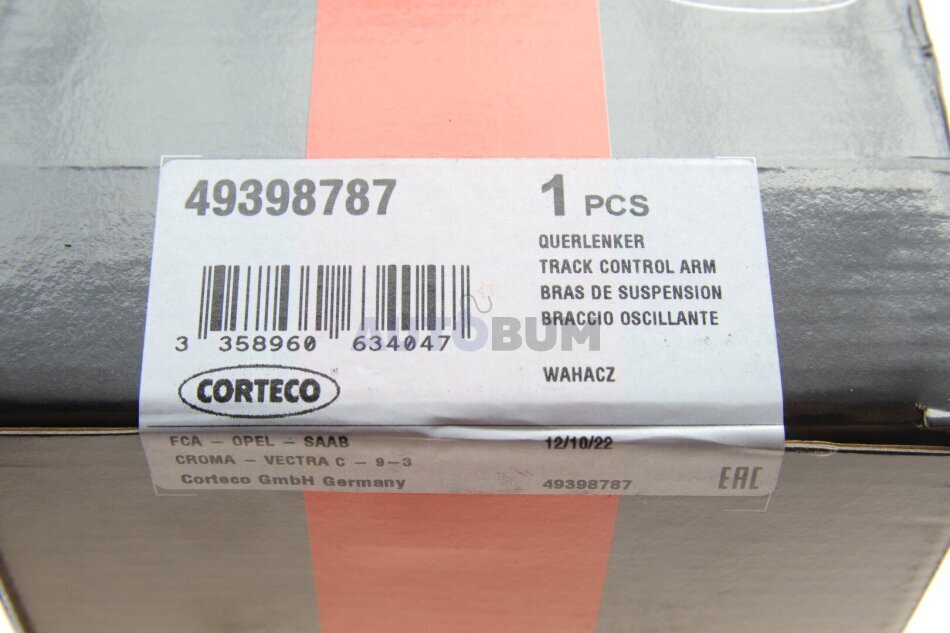 49398787
1 PCS
QUERLENKER
TRACK CONTROL ARM
BRAS DE SUSPENSION
BRACCIO OSCILLANTE
3 358960 634047
AUTOBUM
WAHACZ
CORTECO
FCA - OPEL - SAAB
12/10/22
CROMA - VECTRA C - 9-3
Corteco GmbH Germany
49398787
EAC